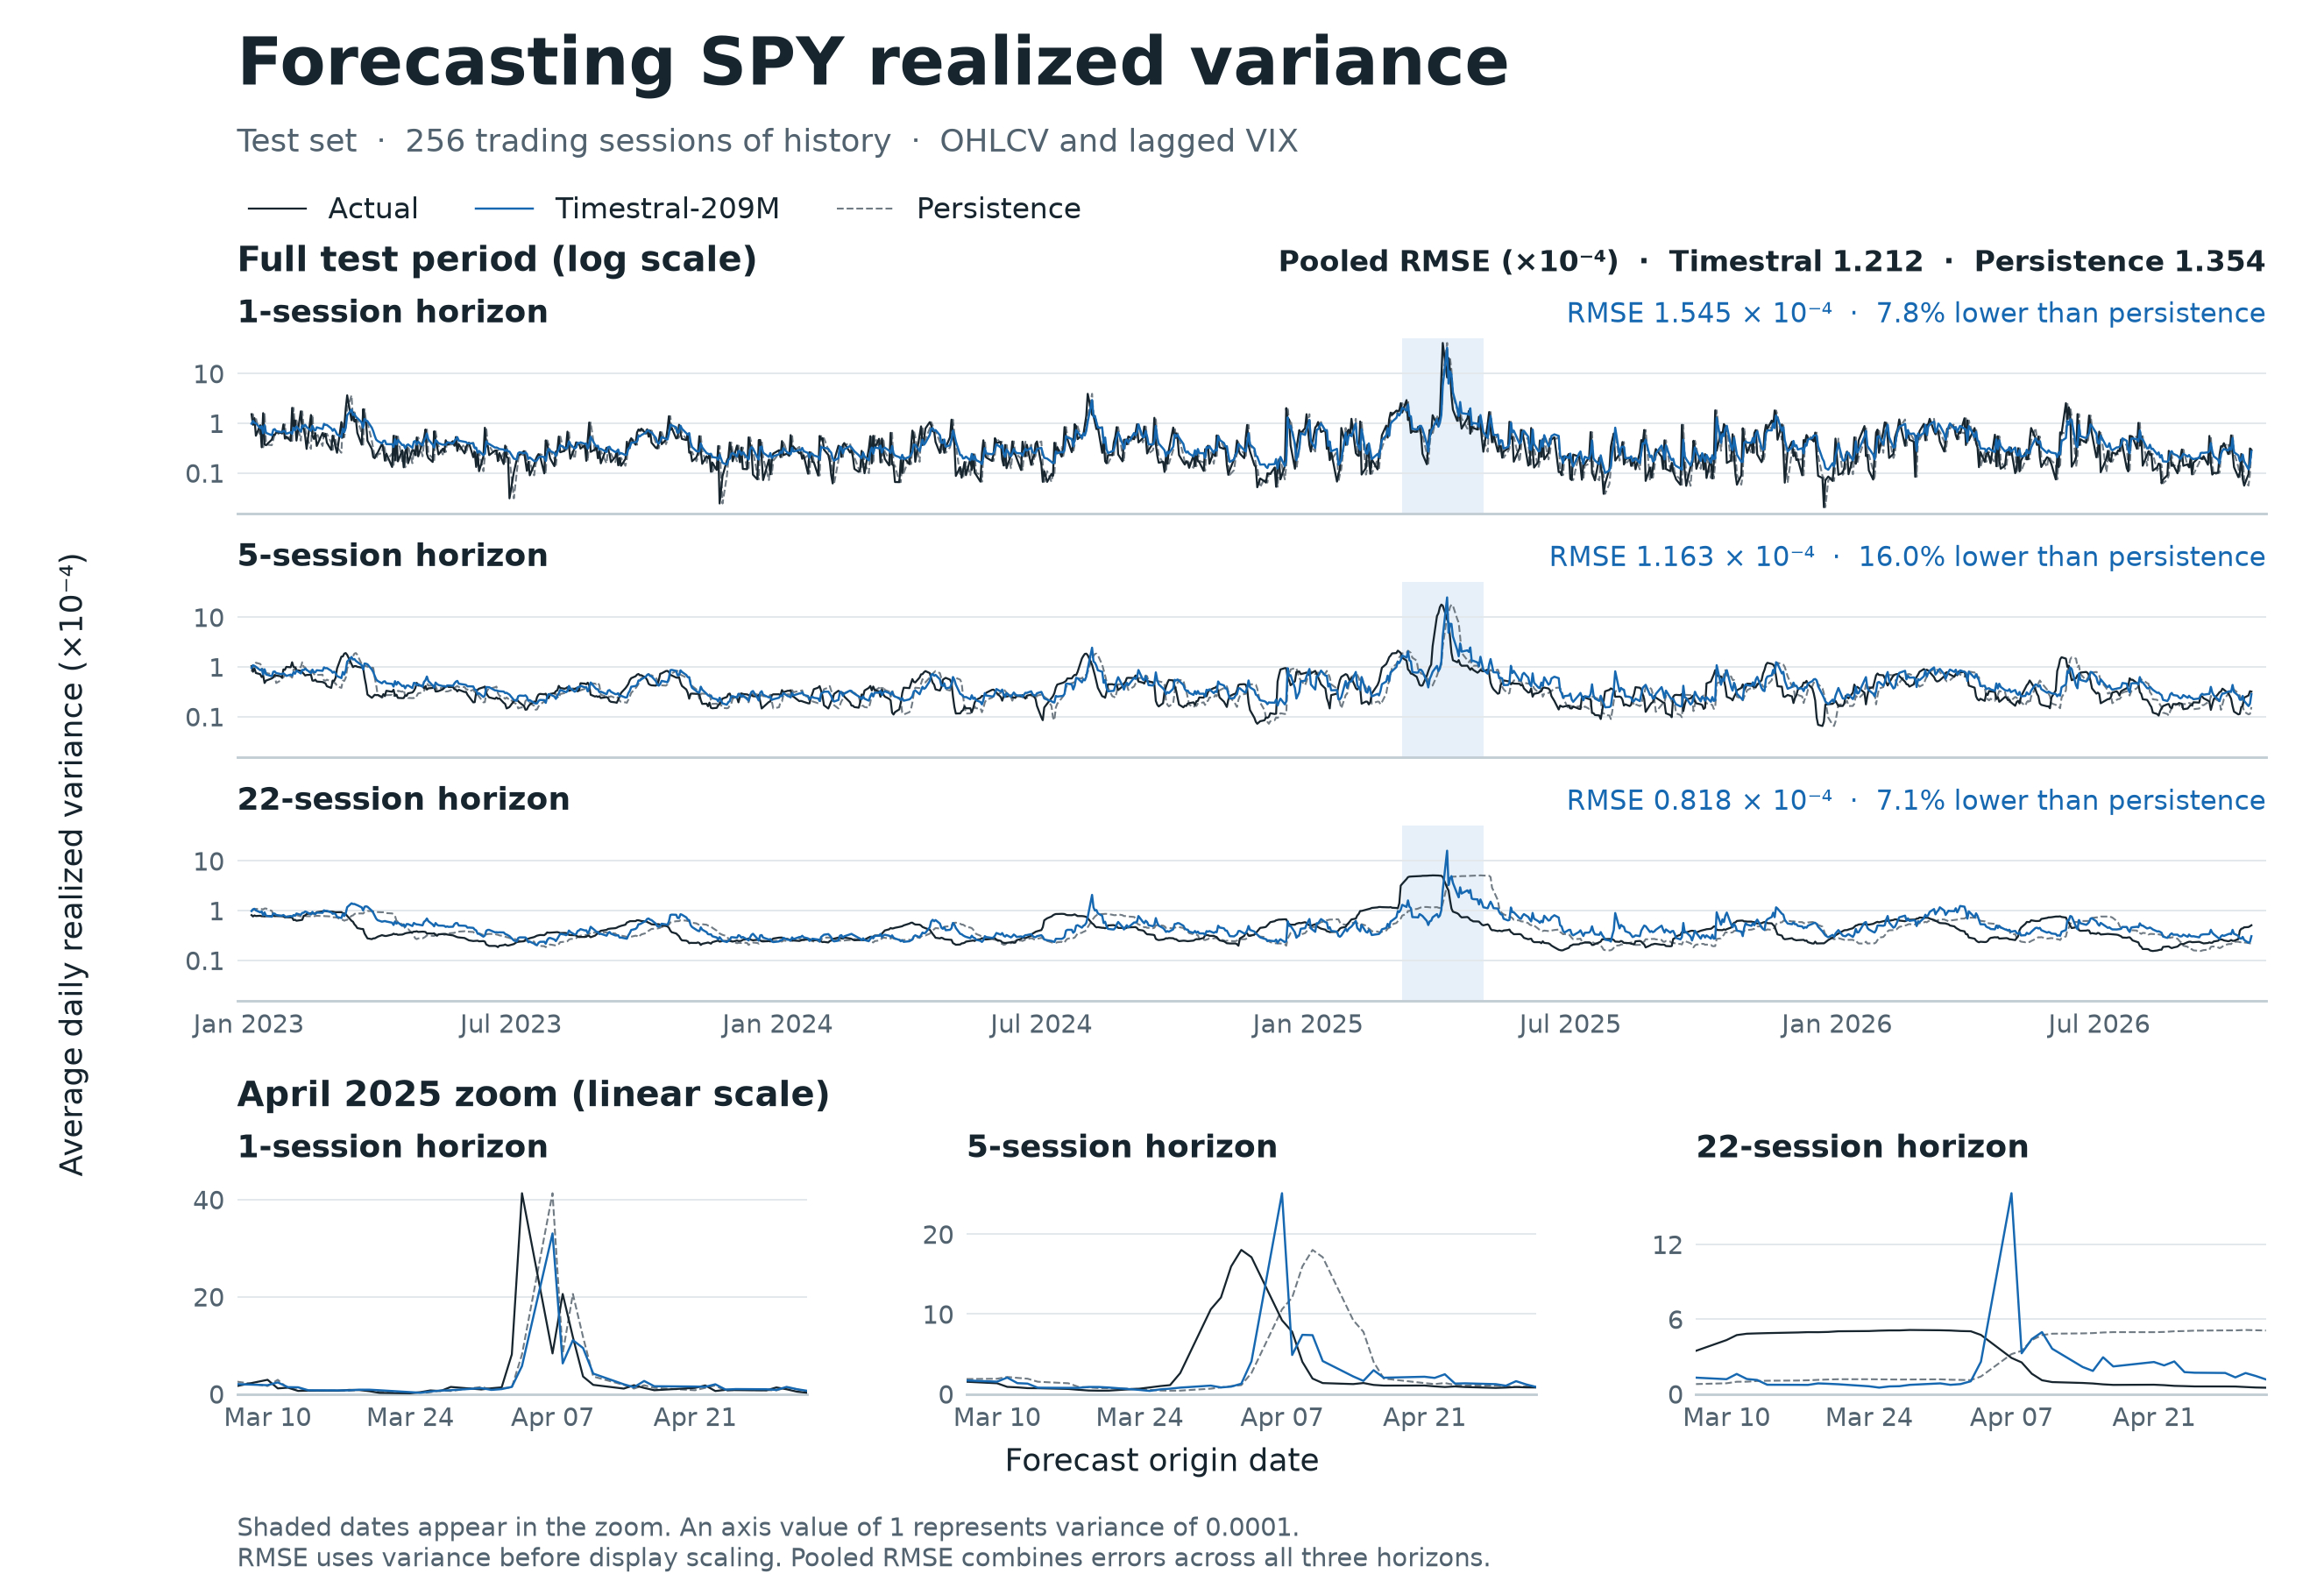 Forecasting SPY realized variance
Test set · 256 trading sessions of history · OHLCV and lagged VIX
Actual Timestral-209M Persistence
Full test period (log scale) Pooled RMSE (×10⁻⁴) · Timestral 1.212 · Persistence 1.354
1-session horizon RMSE 1.545 × 10⁻⁴ · 7.8% lower than persistence
10
1
0.1
5-session horizon RMSE 1.163 × 10⁻⁴ · 16.0% lower than persistence
10
1
0.1
22-session horizon RMSE 0.818 × 10⁻⁴ · 7.1% lower than persistence
10
1
0.1
Jan 2023 Jul 2023 Jan 2024 Jul 2024 Jan 2025 Jul 2025 Jan 2026 Jul 2026
Average daily realized variance (×10⁻⁴)
April 2025 zoom (linear scale)
1-session horizon
40
20
0
Mar 10 Mar 24 Apr 07 Apr 21
5-session horizon
20
10
0
Mar 10 Mar 24 Apr 07 Apr 21
22-session horizon
12
6
0
Mar 10 Mar 24 Apr 07 Apr 21
Forecast origin date
Shaded dates appear in the zoom. An axis value of 1 represents variance of 0.0001.
RMSE uses variance before display scaling. Pooled RMSE combines errors across all three horizons.